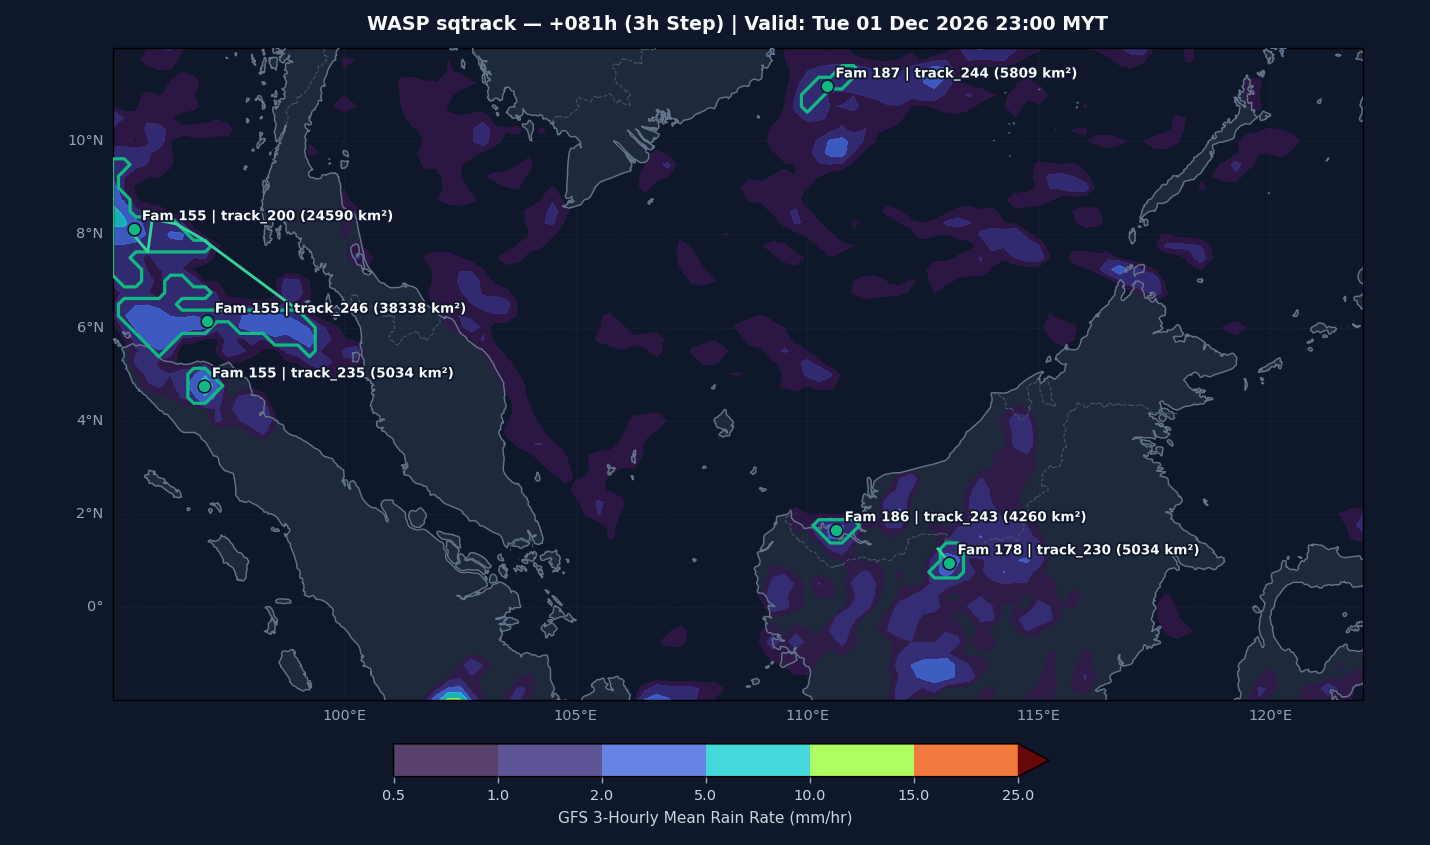 WASP sqtrack — +081h (3h Step) | Valid: Tue 01 Dec 2026 23:00 MYT
Fam 187 | track_244 (5809 km²)
10°N
Fam 155 | track_200 (24590 km²)
8°N
Fam 155 | track_246 (38338 km²)
6°N
Fam 155 | track_235 (5034 km²)
4°N
2°N
Fam 186 | track_243 (4260 km²)
Fam 178 | track_230 (5034 km²)
0°
100°E 105°E 110°E 115°E 120°E
0.5 1.0 2.0 5.0 10.0 15.0 25.0
GFS 3-Hourly Mean Rain Rate (mm/hr)